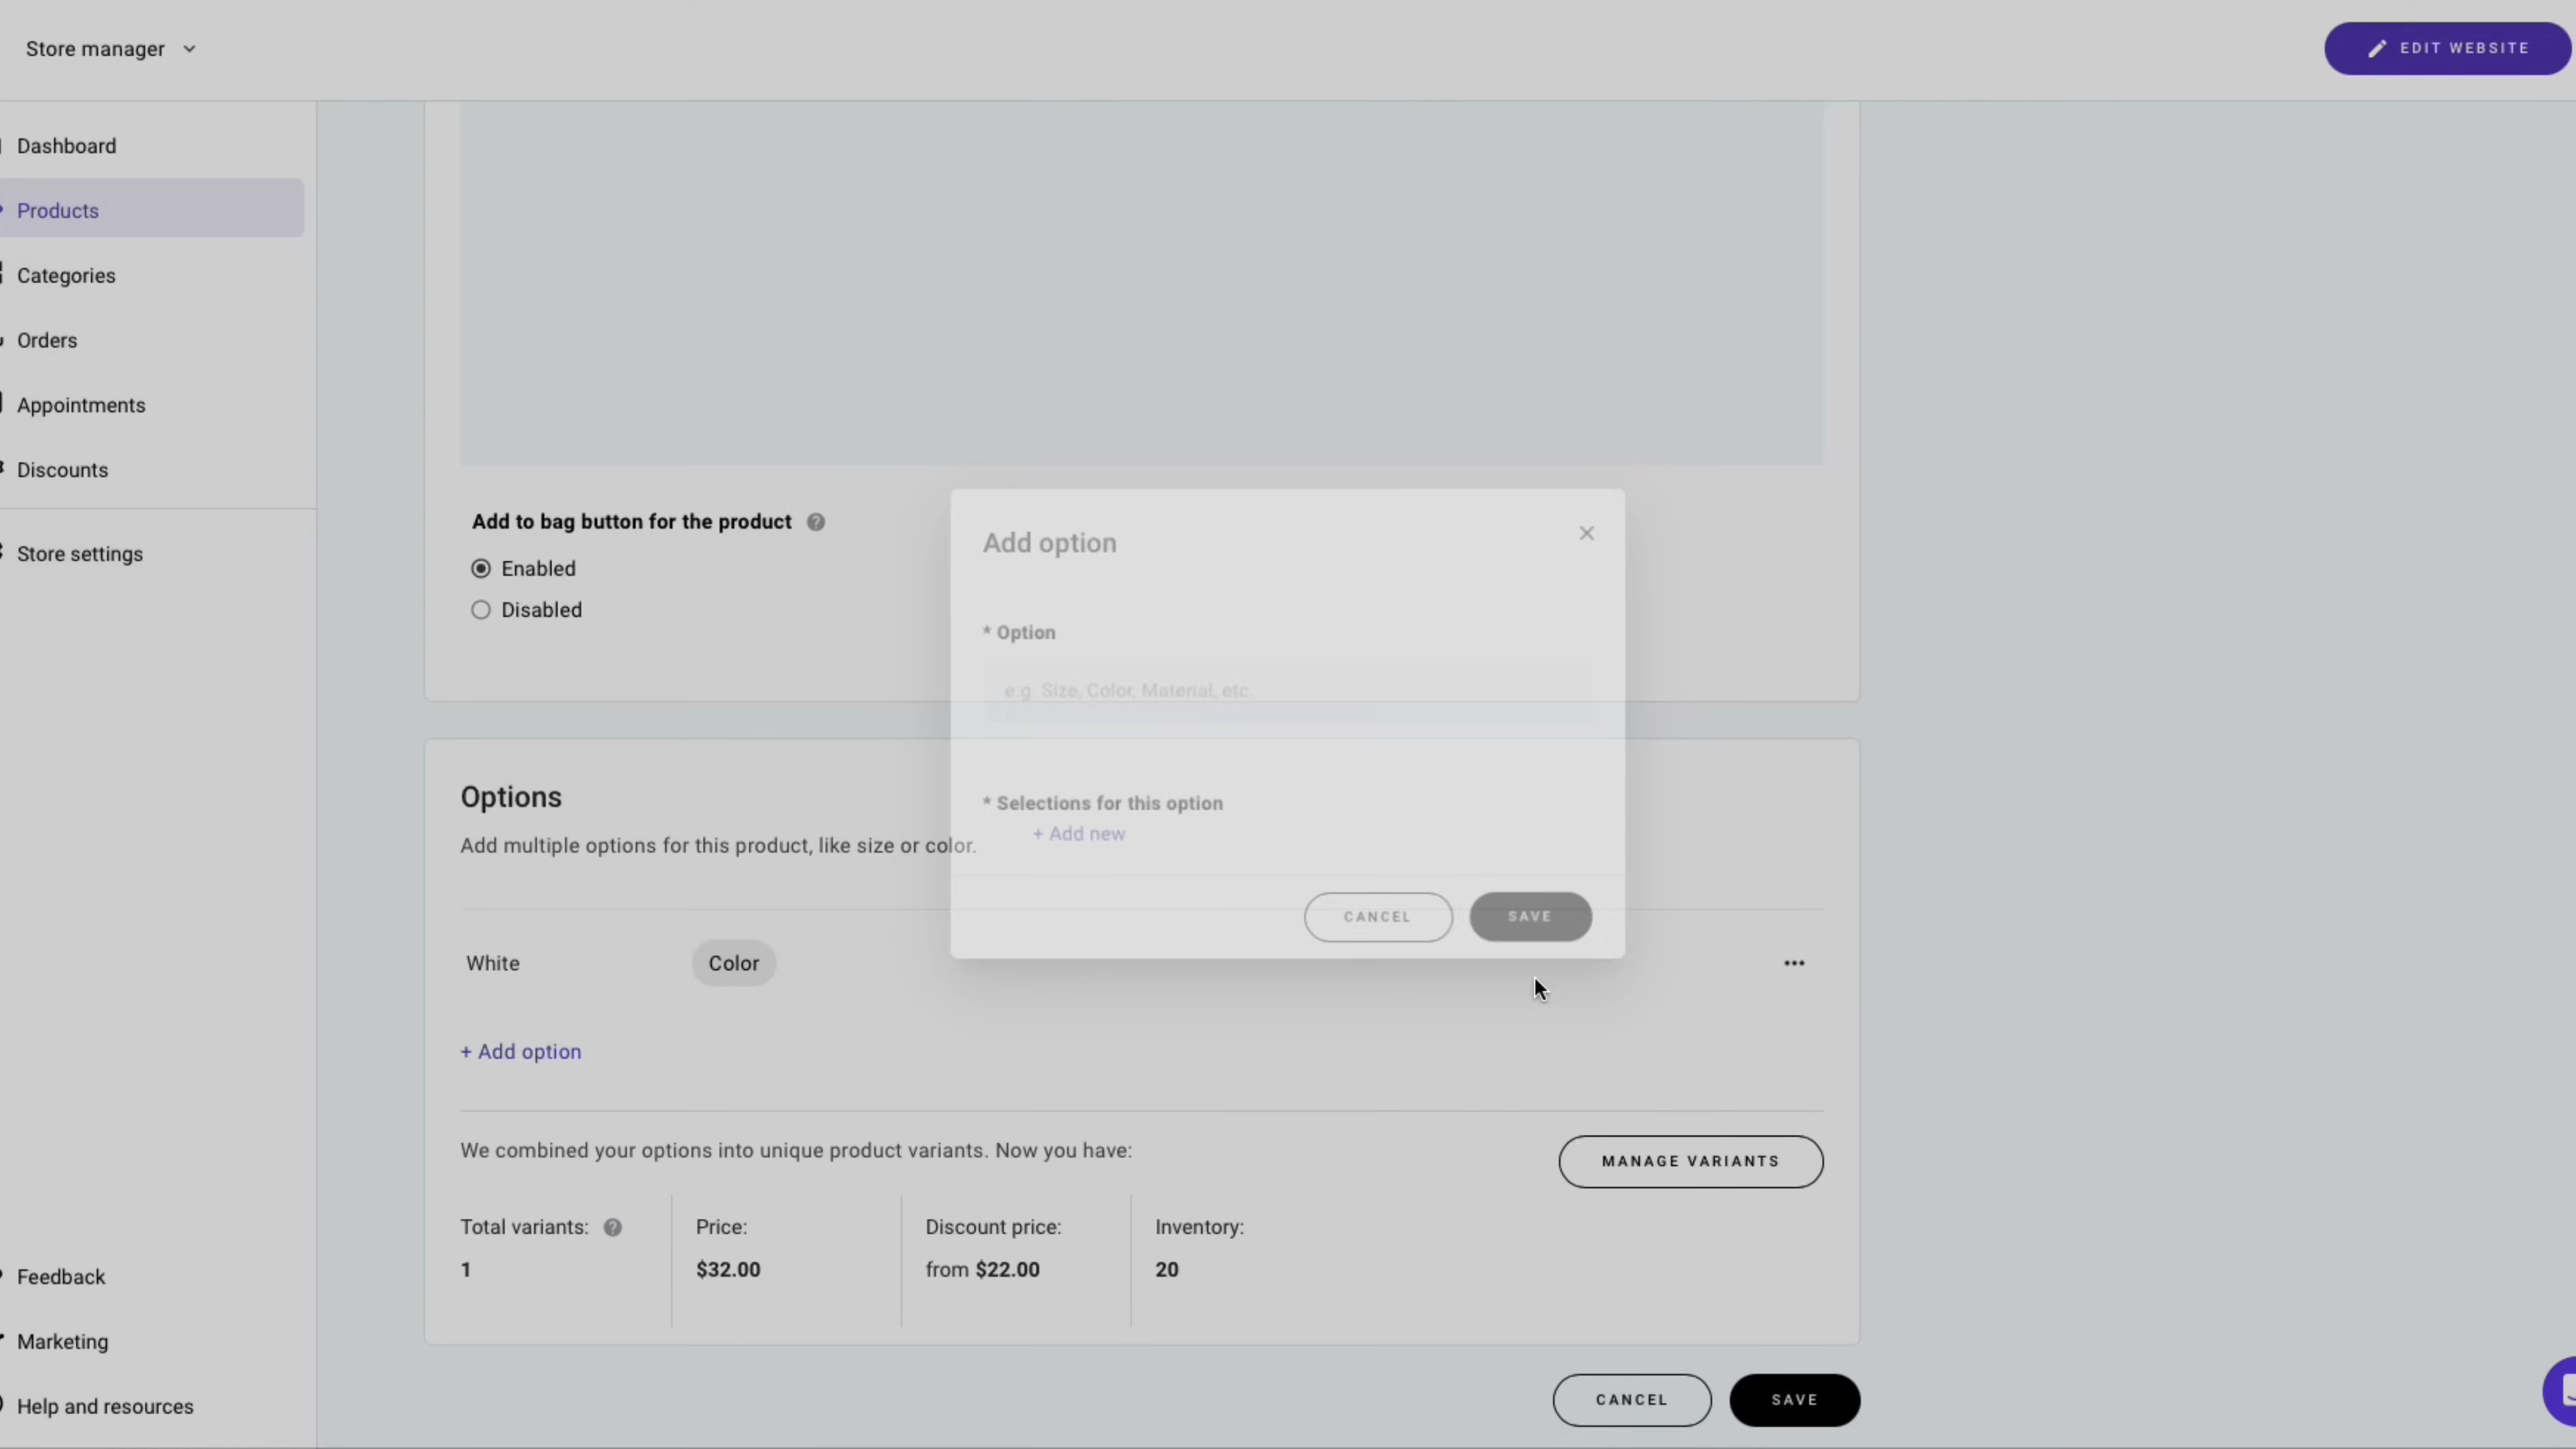 Store manager
EDIT WEBSITE
Dashboard
Products
Categories
Orders
Appointments
Discounts
Store settings
Feedback
Marketing
Help and resources
Add to bag button for the product ?
Enabled
Disabled
Add option
* Option
e.g. Size, Color, Material, etc.
* Selections for this option
+ Add new
CANCEL SAVE
Options
Add multiple options for this product, like size or color.
White Color
+ Add option
We combined your options into unique product variants. Now you have:
MANAGE VARIANTS
Total variants: ? Price: Discount price: Inventory:
1 $32.00 from $22.00 20
CANCEL SAVE